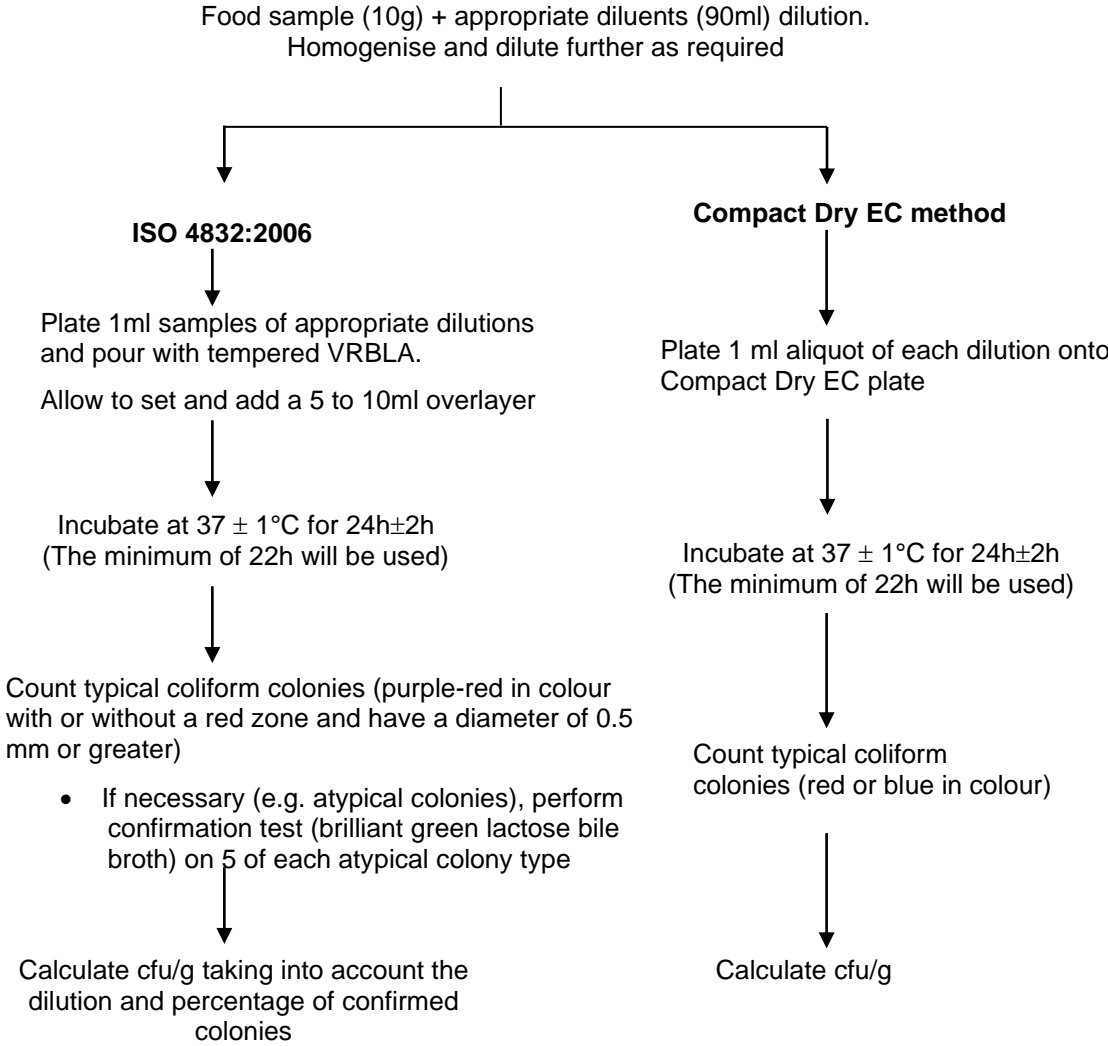 Food sample (10g) + appropriate diluents (90ml) dilution.
Homogenise and dilute further as required
ISO 4832:2006
Plate 1ml samples of appropriate dilutions
and pour with tempered VRBLA.
Allow to set and add a 5 to 10ml overlayer
Incubate at 37 ± 1°C for 24h±2h
(The minimum of 22h will be used)
Count typical coliform colonies (purple-red in colour
with or without a red zone and have a diameter of 0.5
mm or greater)
• If necessary (e.g. atypical colonies), perform
confirmation test (brilliant green lactose bile
broth) on 5 of each atypical colony type
Calculate cfu/g taking into account the
dilution and percentage of confirmed
colonies
Compact Dry EC method
Plate 1 ml aliquot of each dilution onto
Compact Dry EC plate
Incubate at 37 ± 1°C for 24h±2h
(The minimum of 22h will be used)
Count typical coliform
colonies (red or blue in colour)
Calculate cfu/g